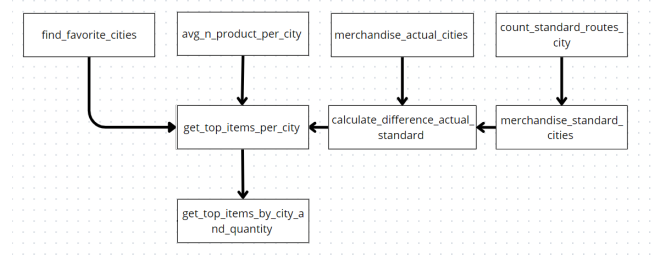 find_favorite_cities
avg_n_product_per_city
merchandise_actual_cities
count_standard_routes_
city
get_top_items_per_city
calculate_difference_actual_
standard
merchandise_standard_
cities
get_top_items_by_city_a
nd_quantity